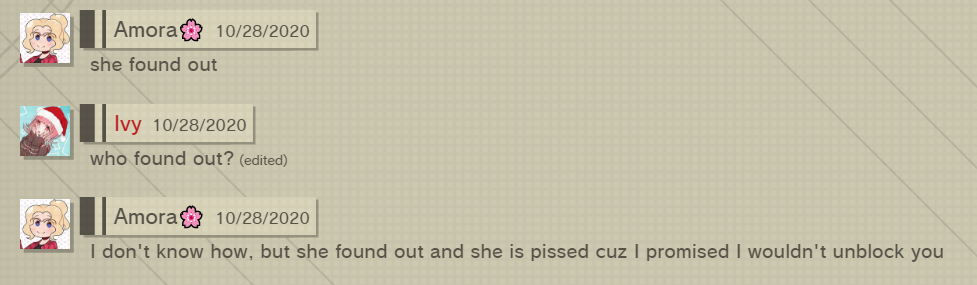 Amora🌸 10/28/2020
she found out
Ivy 10/28/2020
who found out? (edited)
Amora🌸 10/28/2020
I don't know how, but she found out and she is pissed cuz I promised I wouldn't unblock you